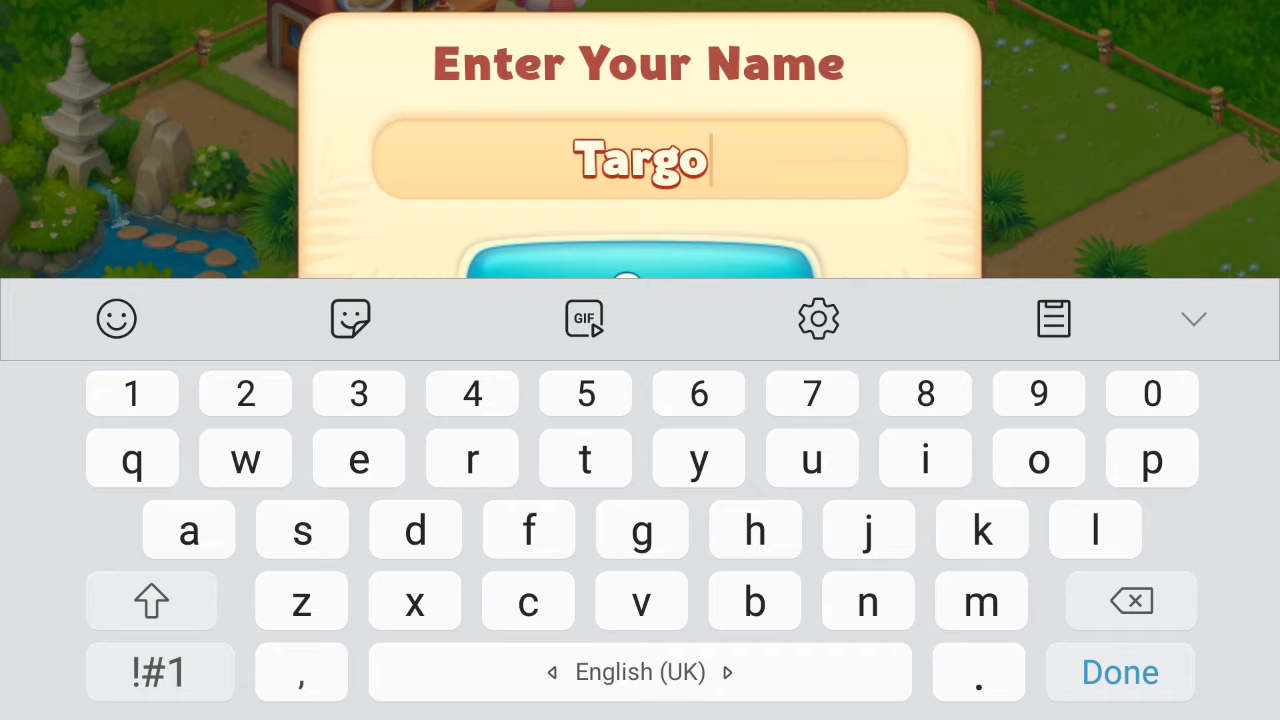 Enter Your Name
Targo
GIF
1 2 3 4 5 6 7 8 9 0
q w e r t y u i o p
a s d f g h j k l
z x c v b n m
!#1 , English (UK) . Done